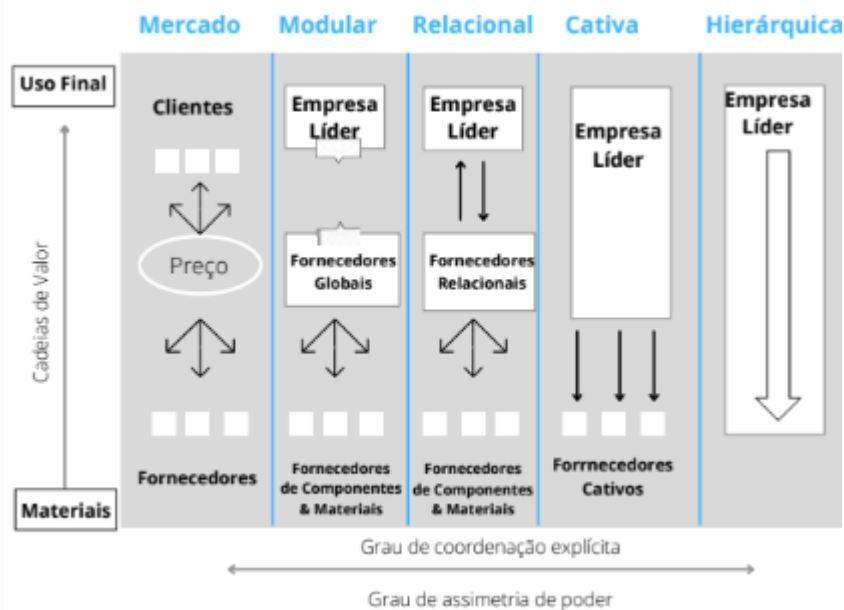 Mercado
Modular
Relacional
Cativa
Hierárquica
Uso Final
Cadeias de Valor
Materiais
Clientes
Preço
Fornecedores
Empresa
Líder
Fornecedores
Globais
Fornecedores
de Componentes
& Materiais
Empresa
Líder
Fornecedores
Relacionais
Fornecedores
de Componentes
& Materiais
Empresa
Líder
Forrnecedores
Cativos
Empresa
Líder
Grau de coordenação explícita
Grau de assimetria de poder